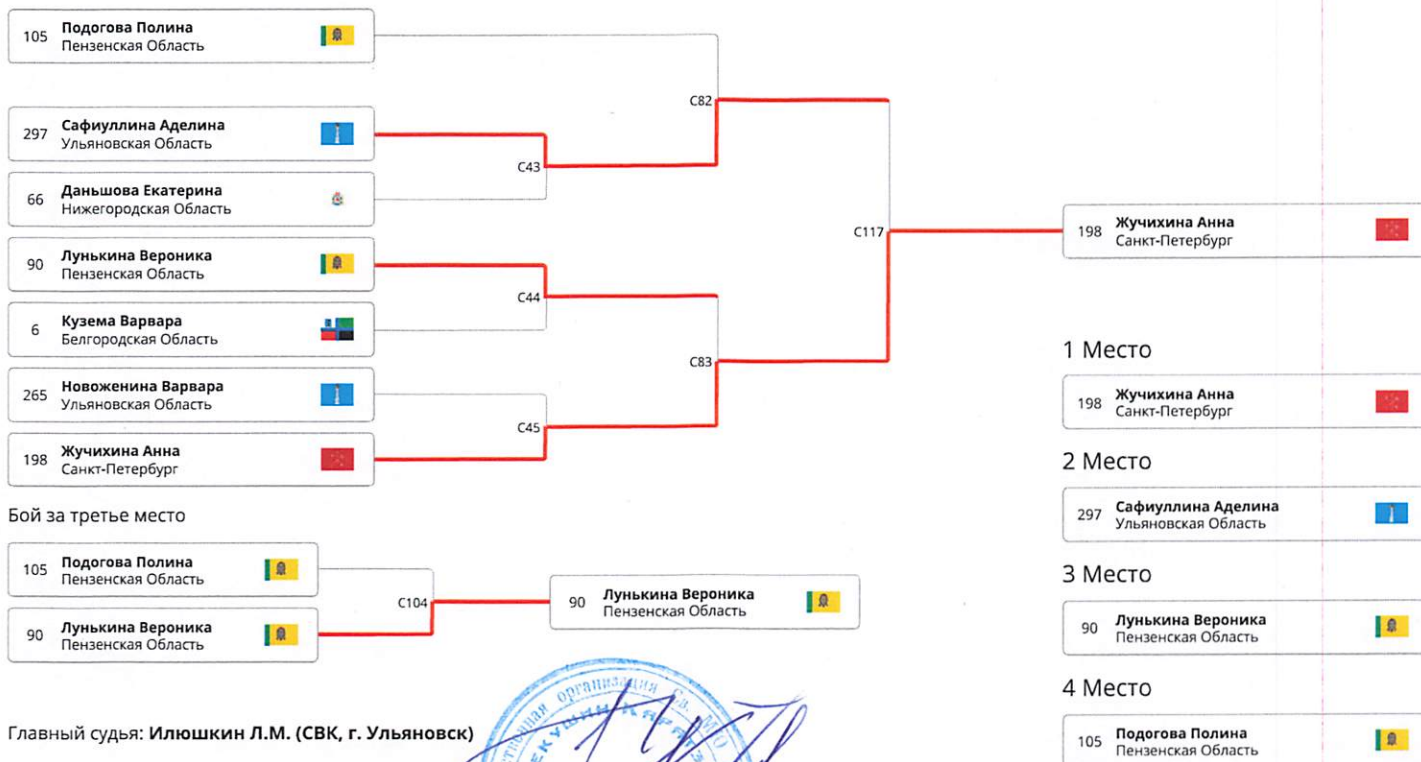 105 Подогова Полина
Пензенская Область
297 Сафиуллина Аделина
Ульяновская Область
66 Даньшова Екатерина
Нижегородская Область
90 Лунькина Вероника
Пензенская Область
6 Кузема Варвара
Белгородская Область
265 Новоженина Варвара
Ульяновская Область
198 Жучихина Анна
Санкт-Петербург
C82
C43
C44
C83
C45
C117
198 Жучихина Анна
Санкт-Петербург
Бой за третье место
105 Подогова Полина
Пензенская Область
90 Лунькина Вероника
Пензенская Область
C104
90 Лунькина Вероника
Пензенская Область
1 Место
198 Жучихина Анна
Санкт-Петербург
2 Место
297 Сафиуллина Аделина
Ульяновская Область
3 Место
90 Лунькина Вероника
Пензенская Область
4 Место
105 Подогова Полина
Пензенская Область
Главный судья: Илюшкин Л.М. (СВК, г. Ульяновск)
организация